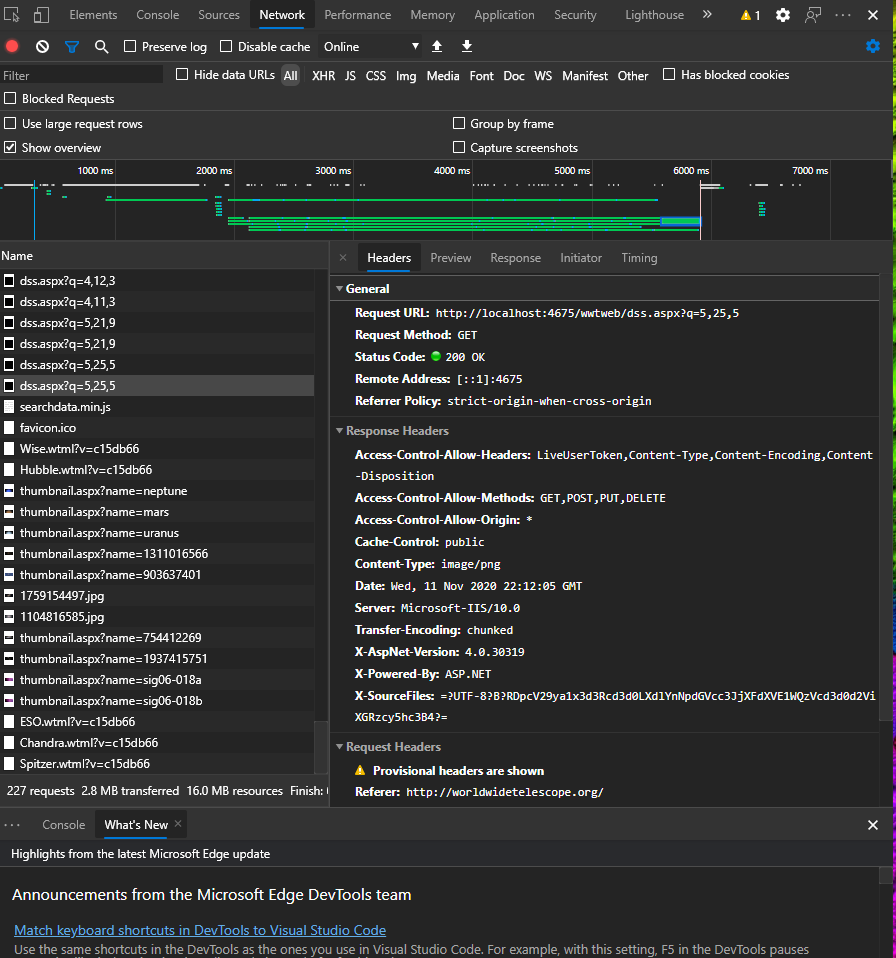 Elements Console Sources Network Performance Memory Application Security Lighthouse » 1
Preserve log Disable cache Online
Filter Hide data URLs All XHR JS CSS Img Media Font Doc WS Manifest Other Has blocked cookies
Blocked Requests
Use large request rows Group by frame
Show overview Capture screenshots
1000 ms 2000 ms 3000 ms 4000 ms 5000 ms 6000 ms 7000 ms
Name
dss.aspx?q=4,12,3
dss.aspx?q=4,11,3
dss.aspx?q=5,21,9
dss.aspx?q=5,21,9
dss.aspx?q=5,25,5
dss.aspx?q=5,25,5
searchdata.min.js
favicon.ico
Wise.wtml?v=c15db66
Hubble.wtml?v=c15db66
thumbnail.aspx?name=neptune
thumbnail.aspx?name=mars
thumbnail.aspx?name=uranus
thumbnail.aspx?name=1311016566
thumbnail.aspx?name=903637401
1759154497.jpg
1104816585.jpg
thumbnail.aspx?name=754412269
thumbnail.aspx?name=1937415751
thumbnail.aspx?name=sig06-018a
thumbnail.aspx?name=sig06-018b
ESO.wtml?v=c15db66
Chandra.wtml?v=c15db66
Spitzer.wtml?v=c15db66
227 requests 2.8 MB transferred 16.0 MB resources Finish:
× Headers Preview Response Initiator Timing
General
Request URL: http://localhost:4675/wwtweb/dss.aspx?q=5,25,5
Request Method: GET
Status Code: 200 OK
Remote Address: [::1]:4675
Referrer Policy: strict-origin-when-cross-origin
Response Headers
Access-Control-Allow-Headers: LiveUserToken,Content-Type,Content-Encoding,Content
-Disposition
Access-Control-Allow-Methods: GET,POST,PUT,DELETE
Access-Control-Allow-Origin: *
Cache-Control: public
Content-Type: image/png
Date: Wed, 11 Nov 2020 22:12:05 GMT
Server: Microsoft-IIS/10.0
Transfer-Encoding: chunked
X-AspNet-Version: 4.0.30319
X-Powered-By: ASP.NET
X-SourceFiles: =?UTF-8?B?RDpcV29ya1x3d3Rcd3d0LXdlYnNpdGVcc3JjXFdXVE1WQzVcd3d0d2Vi
XGRzcy5hc3B4?=
Request Headers
Provisional headers are shown
Referer: http://worldwidetelescope.org/
Console What's New ×
Highlights from the latest Microsoft Edge update
Announcements from the Microsoft Edge DevTools team
Match keyboard shortcuts in DevTools to Visual Studio Code
Use the same shortcuts in the DevTools as the ones you use in Visual Studio Code. For example, with this setting, F5 in the DevTools pauses